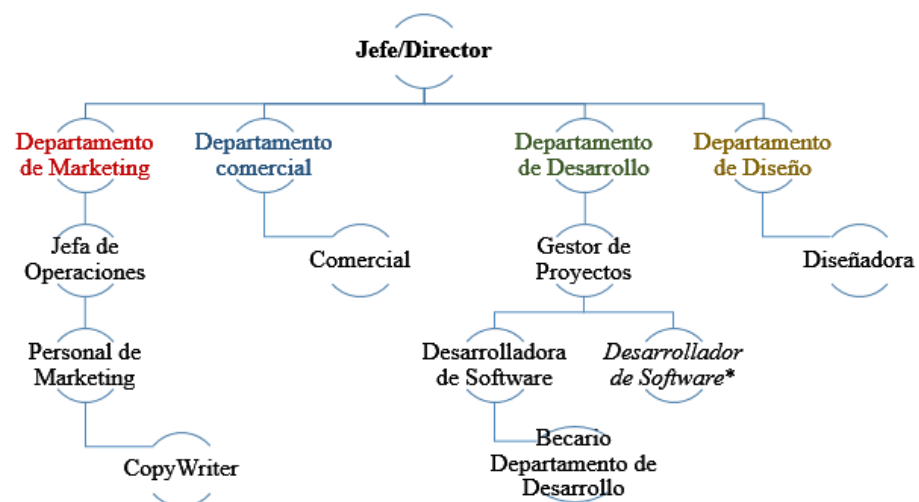 Jefe/Director
Departamento
de Marketing
Departamento
comercial
Departamento
de Desarrollo
Departamento
de Diseño
Jefa de
Operaciones
Comercial
Gestor de
Proyectos
Diseñadora
Personal de
Marketing
Desarrolladora
de Software
Desarrollador
de Software*
CopyWriter
Becario
Departamento de
Desarrollo